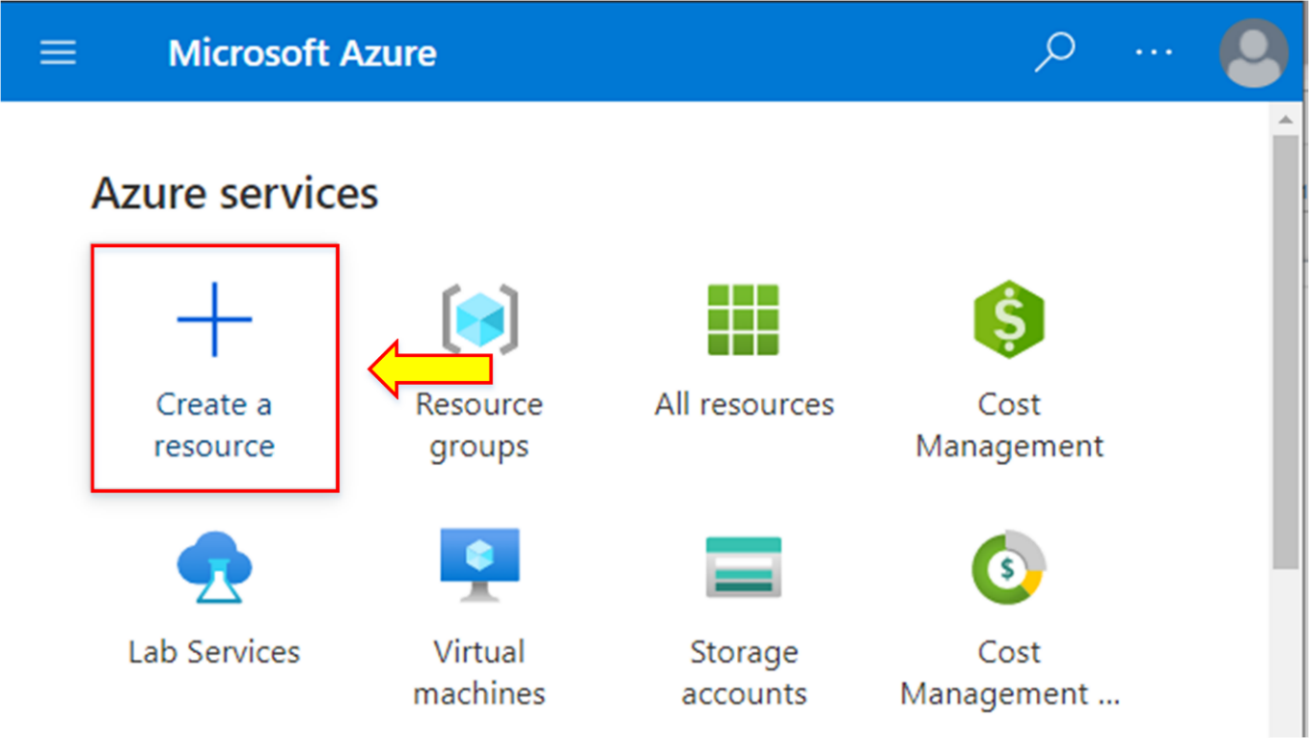 Microsoft Azure
...
Azure services
Create a
resource
Resource
groups
All resources
Cost
Management
Lab Services
Virtual
machines
Storage
accounts
Cost
Management ...